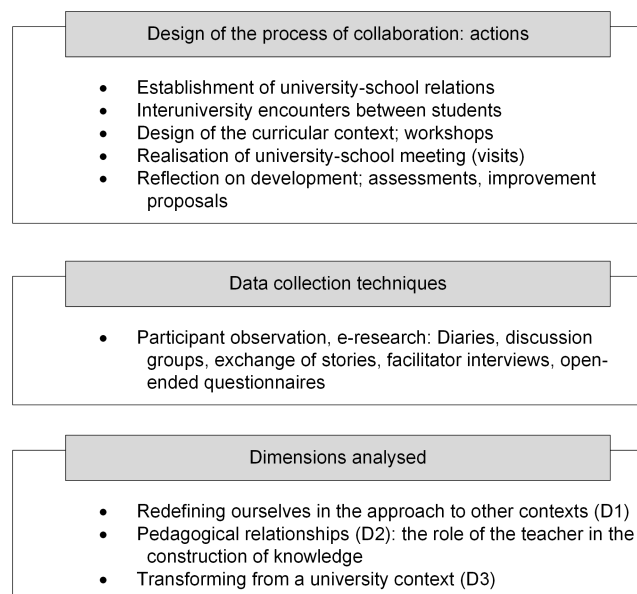 Design of the process of collaboration: actions
• Establishment of university-school relations
• Interuniversity encounters between students
• Design of the curricular context; workshops
• Realisation of university-school meeting (visits)
• Reflection on development; assessments, improvement
proposals
Data collection techniques
• Participant observation, e-research: Diaries, discussion
groups, exchange of stories, facilitator interviews, open-
ended questionnaires
Dimensions analysed
• Redefining ourselves in the approach to other contexts (D1)
• Pedagogical relationships (D2): the role of the teacher in the
construction of knowledge
• Transforming from a university context (D3)